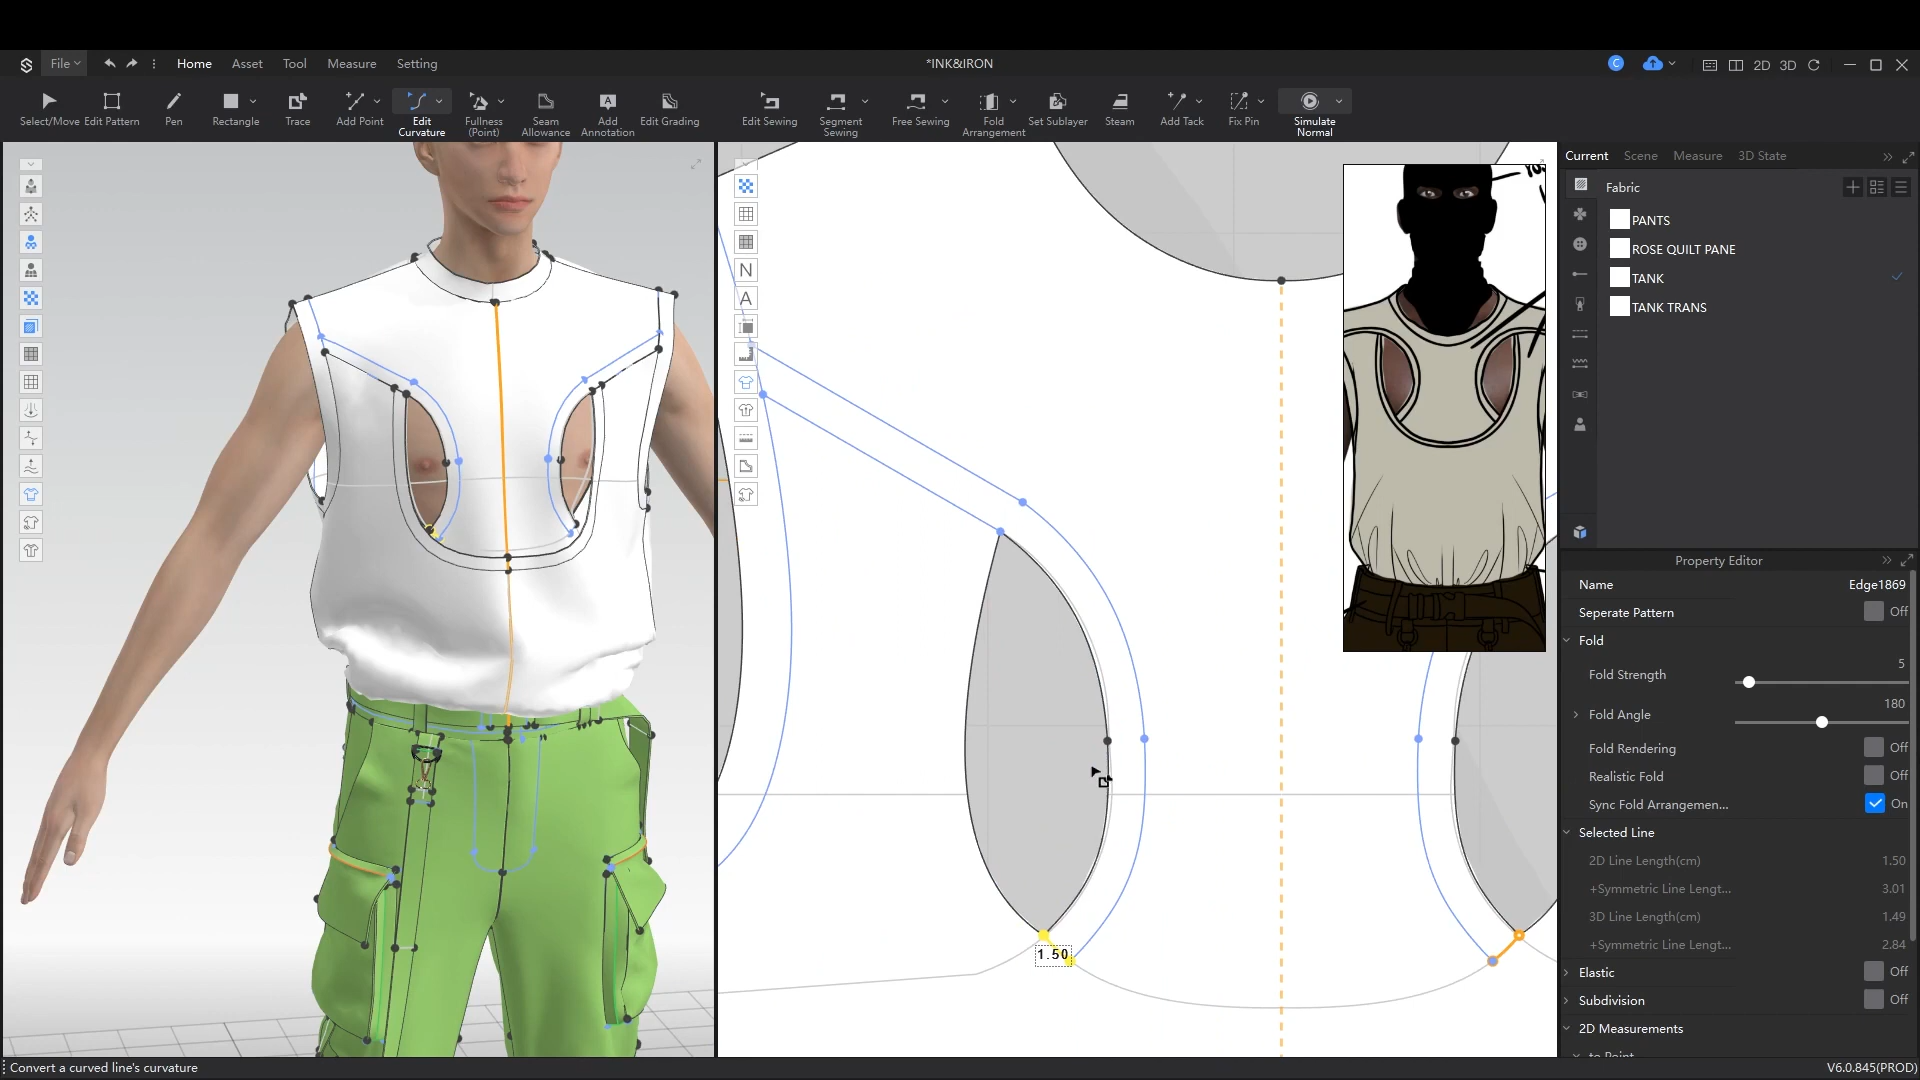 File
Home
Asset
Tool
Measure
Setting
*INK&IRON
C
2D
3D
Select/Move
Edit Pattern
Pen
Rectangle
Trace
Add Point
Edit
Curvature
Fullness
(Point)
Seam
Allowance
Add
Annotation
Edit Grading
Edit Sewing
Segment
Sewing
Free Sewing
Fold
Arrangement
Set Sublayer
Steam
Add Tack
Fix Pin
Simulate
Normal
Current
Scene
Measure
3D State
Fabric
PANTS
ROSE QUILT PANE
TANK
TANK TRANS
N
A
1.50
Property Editor
Name
Edge1869
Seperate Pattern
Off
Fold
Fold Strength
5
Fold Angle
180
Fold Rendering
Off
Realistic Fold
Off
Sync Fold Arrangemen...
On
Selected Line
2D Line Length(cm)
1.50
+Symmetric Line Lengt...
3.01
3D Line Length(cm)
1.49
+Symmetric Line Lengt...
2.84
Elastic
Off
Subdivision
Off
2D Measurements
to Point
Convert a curved line's curvature
V6.0.845(PROD)